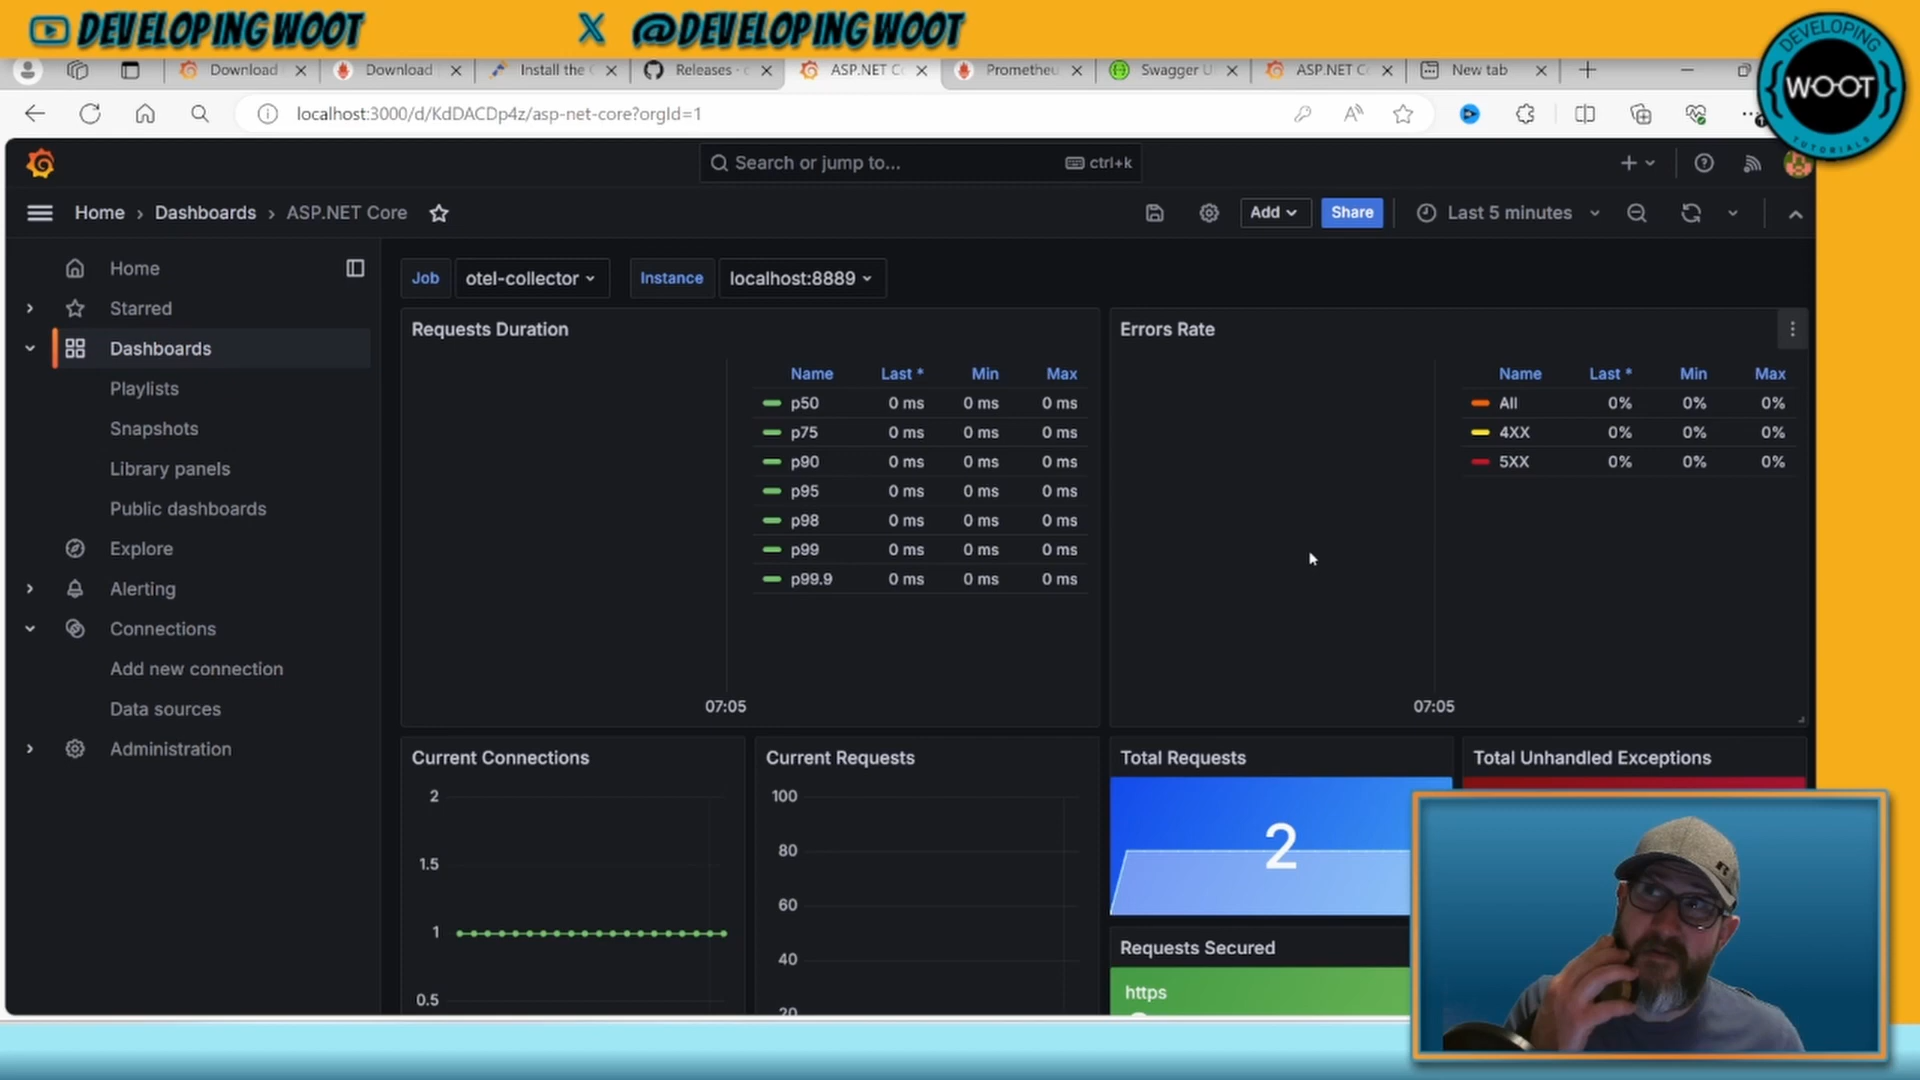 DEVELOPINGWOOT
X @DEVELOPINGWOOT
DEVELOPING
{WOOT}
TUTORIALS
Download
Download
Install the
Releases · c
ASP.NET C
Prometheu
Swagger U
ASP.NET C
New tab
localhost:3000/d/KdDACDp4z/asp-net-core?orgId=1
Search or jump to...
ctrl+k
Home › Dashboards › ASP.NET Core
Add
Share
Last 5 minutes
Home
Starred
Dashboards
Playlists
Snapshots
Library panels
Public dashboards
Explore
Alerting
Connections
Add new connection
Data sources
Administration
Job otel-collector
Instance localhost:8889
Requests Duration
Name Last * Min Max
p50 0 ms 0 ms 0 ms
p75 0 ms 0 ms 0 ms
p90 0 ms 0 ms 0 ms
p95 0 ms 0 ms 0 ms
p98 0 ms 0 ms 0 ms
p99 0 ms 0 ms 0 ms
p99.9 0 ms 0 ms 0 ms
07:05
Errors Rate
Name Last * Min Max
All 0% 0% 0%
4XX 0% 0% 0%
5XX 0% 0% 0%
07:05
Current Connections
2
1.5
1
0.5
Current Requests
100
80
60
40
20
Total Requests
2
Total Unhandled Exceptions
Requests Secured
https